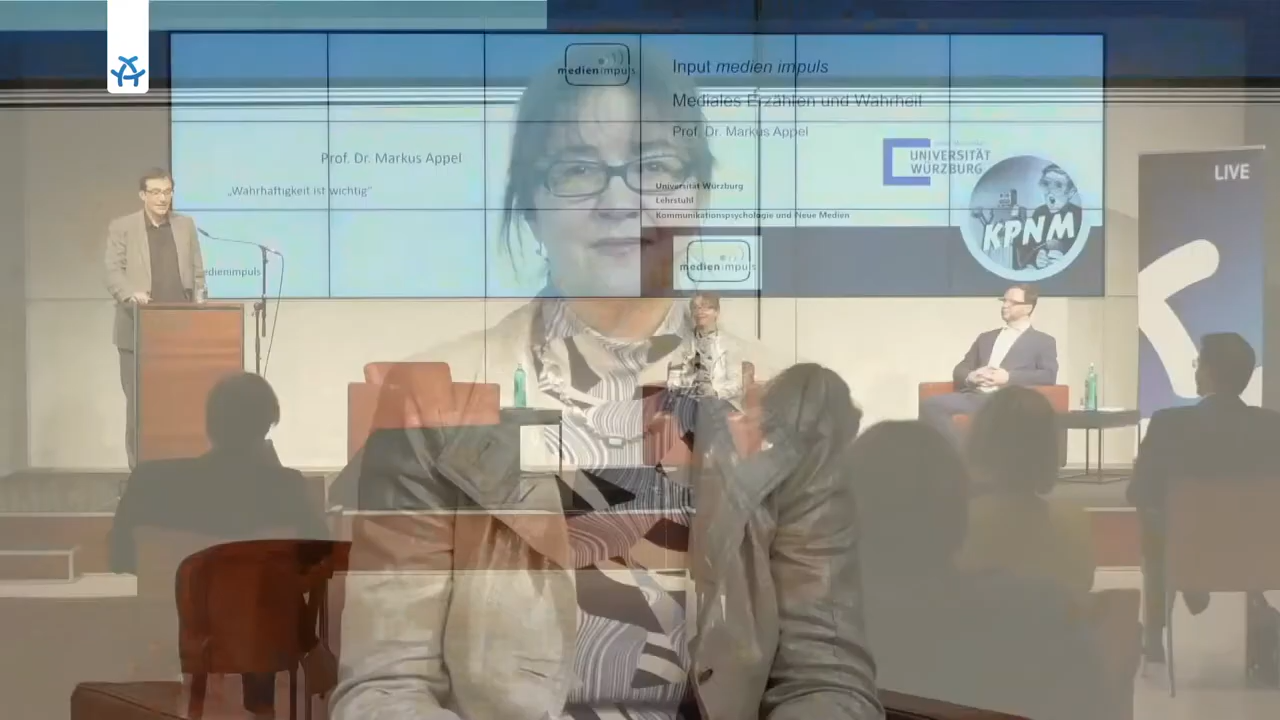 medienimpuls
Prof. Dr. Markus Appel
„Wahrhaftigkeit ist wichtig“
medienimpuls
Input medien impuls
Mediales Erzählen und Wahrheit
Prof. Dr. Markus Appel
Universität Würzburg
Lehrstuhl
Kommunikationspsychologie und Neue Medien
medienimpuls
UNIVERSITÄT
WÜRZBURG
KPNM
LIVE